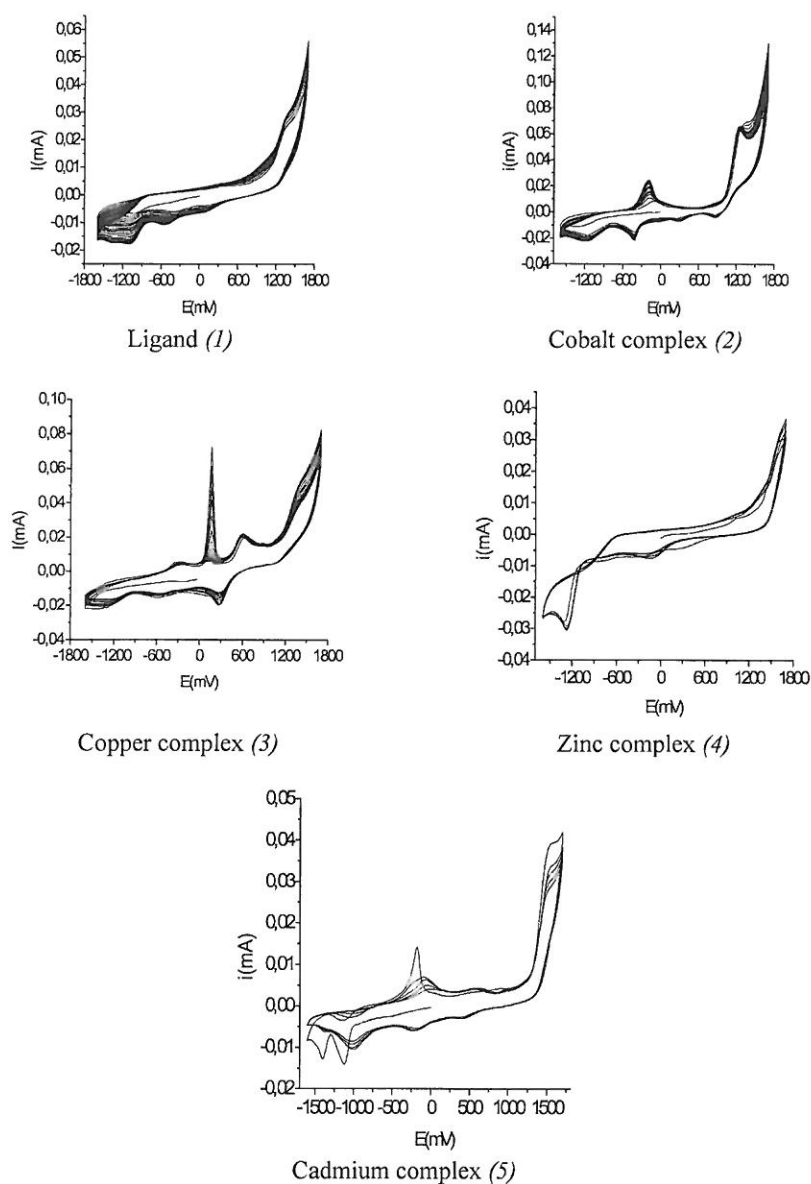 0,06
0,05
0,04
0,03
0,02
0,01
0,00
-0,01
-0,02
I(mA)
-1800 -1200 -600 0 600 1200 1800
E(mV)
Ligand (1)
0,14
0,12
0,10
0,08
0,06
0,04
0,02
0,00
-0,02
-0,04
i(mA)
-1200 -600 0 600 1200 1800
E(mV)
Cobalt complex (2)
0,10
0,08
0,06
0,04
0,02
0,00
-0,02
-0,04
I(mA)
-1800 -1200 -600 0 600 1200 1800
E(mV)
Copper complex (3)
0,04
0,03
0,02
0,01
0,00
-0,01
-0,02
-0,03
-0,04
i(mA)
-1200 -600 0 600 1200 1800
E(mV)
Zinc complex (4)
0,05
0,04
0,03
0,02
0,01
0,00
-0,01
-0,02
i(mA)
-1500 -1000 -500 0 500 1000 1500
E(mV)
Cadmium complex (5)